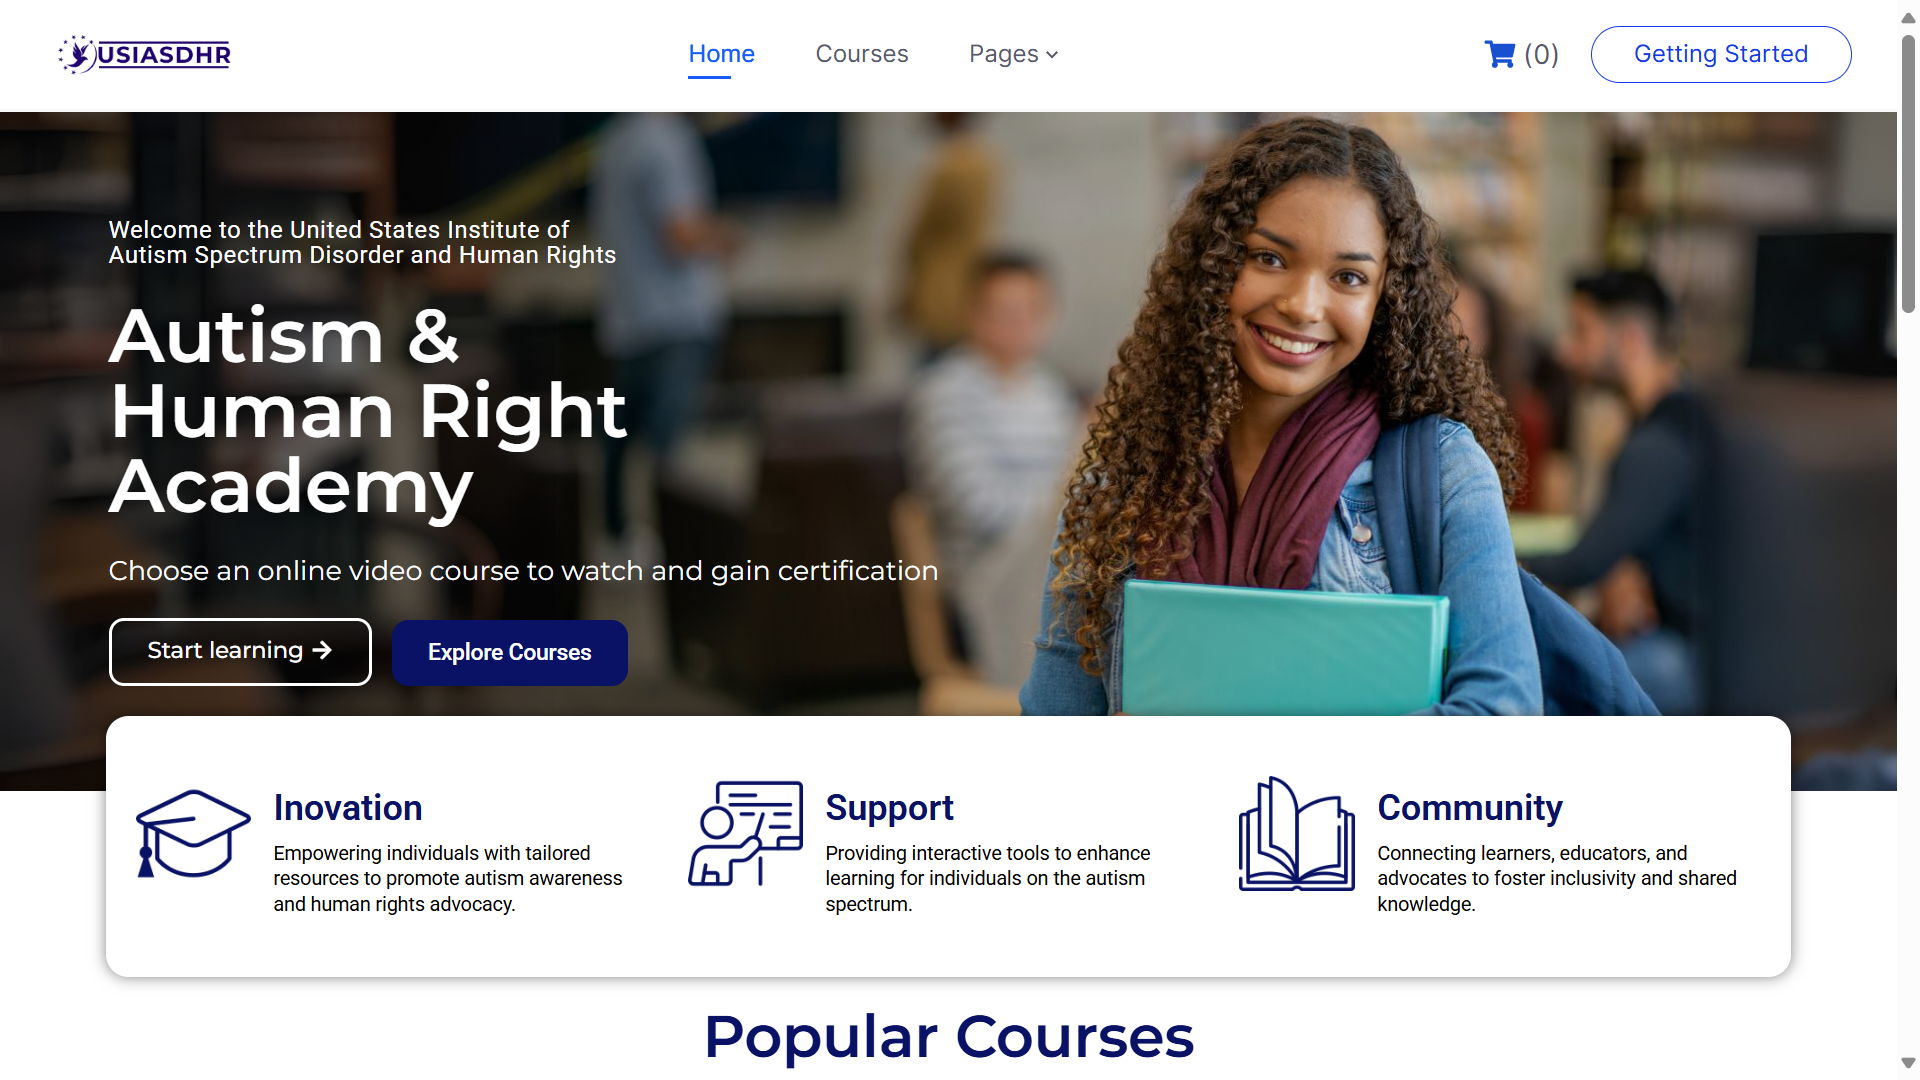 USIASDHR
Home
Courses
Pages
(0)
Getting Started
Welcome to the United States Institute of
Autism Spectrum Disorder and Human Rights
Autism &
Human Right
Academy
Choose an online video course to watch and gain certification
Start learning
Explore Courses
Inovation
Empowering individuals with tailored
resources to promote autism awareness
and human rights advocacy.
Support
Providing interactive tools to enhance
learning for individuals on the autism
spectrum.
Community
Connecting learners, educators, and
advocates to foster inclusivity and shared
knowledge.
Popular Courses